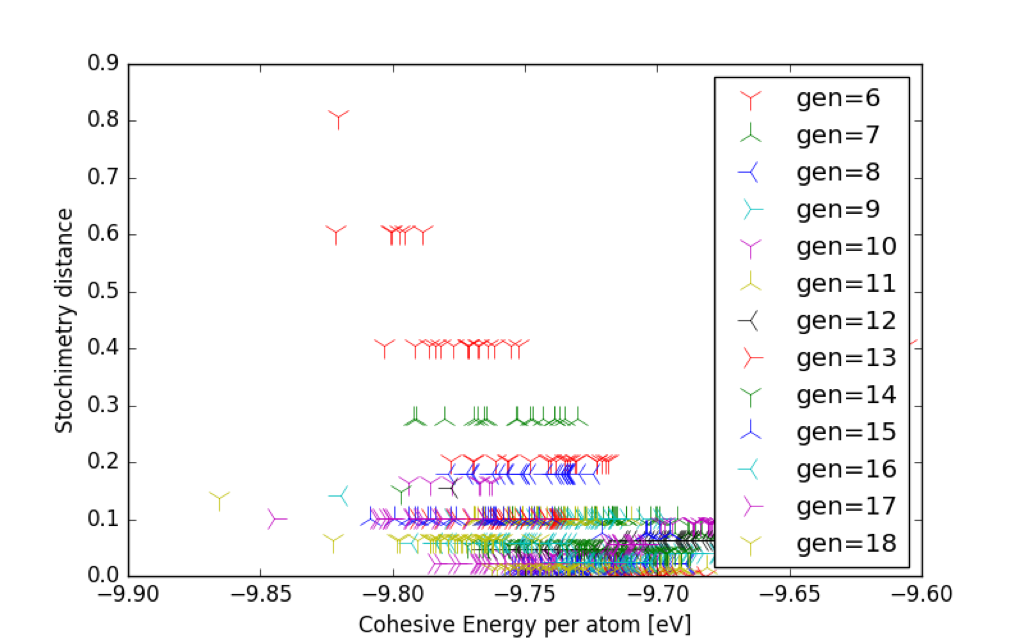 0.9
0.8
0.7
0.6
0.5
0.4
0.3
0.2
0.1
0.0
Stochimetry distance
−9.90 −9.85 −9.80 −9.75 −9.70 −9.65 −9.60
Cohesive Energy per atom [eV]
gen=6
gen=7
gen=8
gen=9
gen=10
gen=11
gen=12
gen=13
gen=14
gen=15
gen=16
gen=17
gen=18